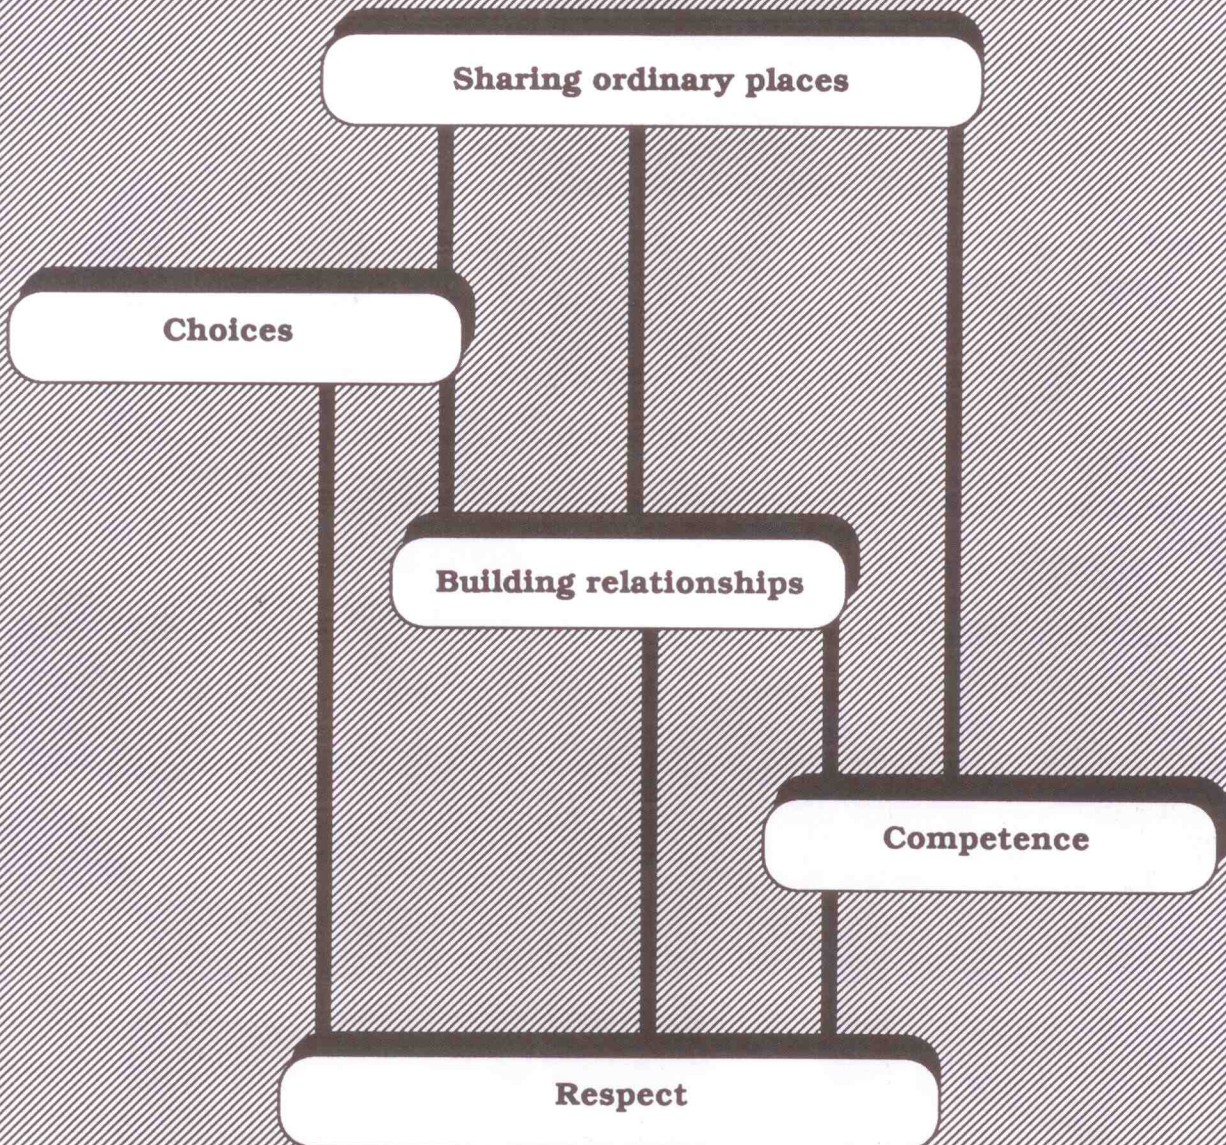 Sharing ordinary places
Choices
Building relationships
Competence
Respect